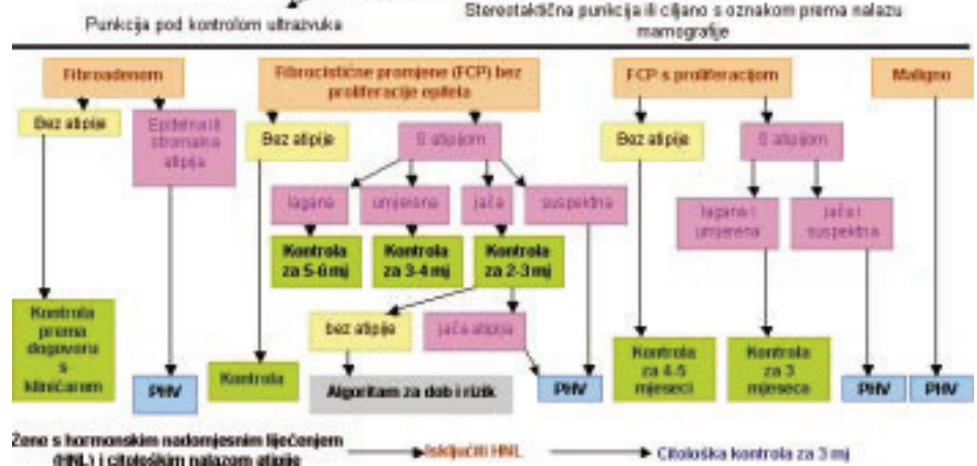 Punkcija pod kontrolom ultrazvuka
Stereotaktična punkcija ili ciljano s oznakom prema nalazu
mamografije
Fibroadenom
Fibrocistične promjene (FCP) bez
proliferacije epitela
FCP s proliferacijom
Maligno
Bez atipije
Epitelna ili
stromalna
atipija
Bez atipije
S atipijom
Bez atipije
S atipijom
lagana
umjerena
jača
suspektna
lagana i
umjerena
jača i
suspektna
Kontrola
za 5-6 mj
Kontrola
za 3-4 mj
Kontrola
za 2-3 mj
bez atipije
jača atipija
Kontrola
prema
dogovoru
s
kliničarom
PHV
Kontrola
Algoritam za dob i rizik
PHV
Kontrola
za 4-5
mjeseci
Kontrola
za 3
mjeseca
PHV
PHV
Žene s hormonskim nadomjesnim liječenjem
(HNL) i citološkim nalazom atipije
Isključiti HNL
Citološka kontrola za 3 mj